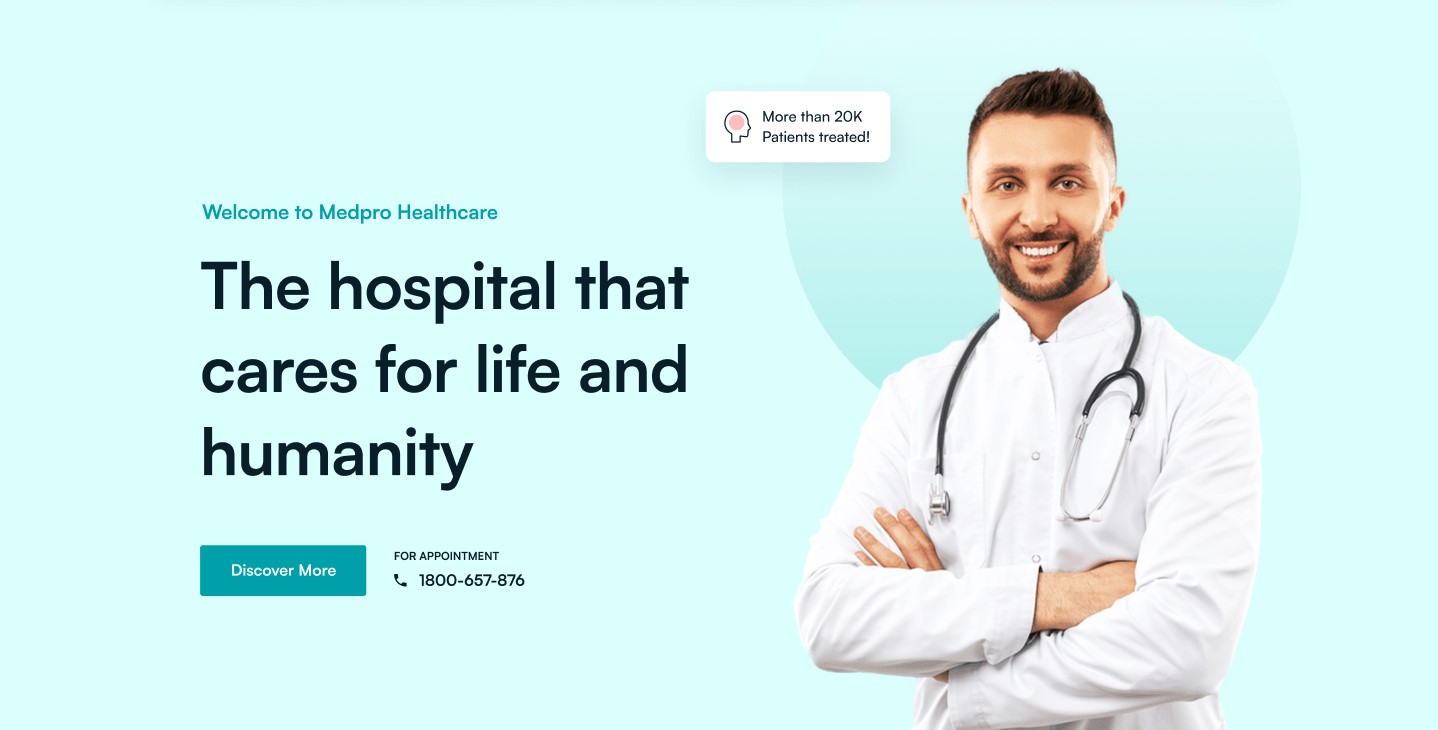 More than 20K
Patients treated!
Welcome to Medpro Healthcare
The hospital that
cares for life and
humanity
Discover More
FOR APPOINTMENT
1800-657-876